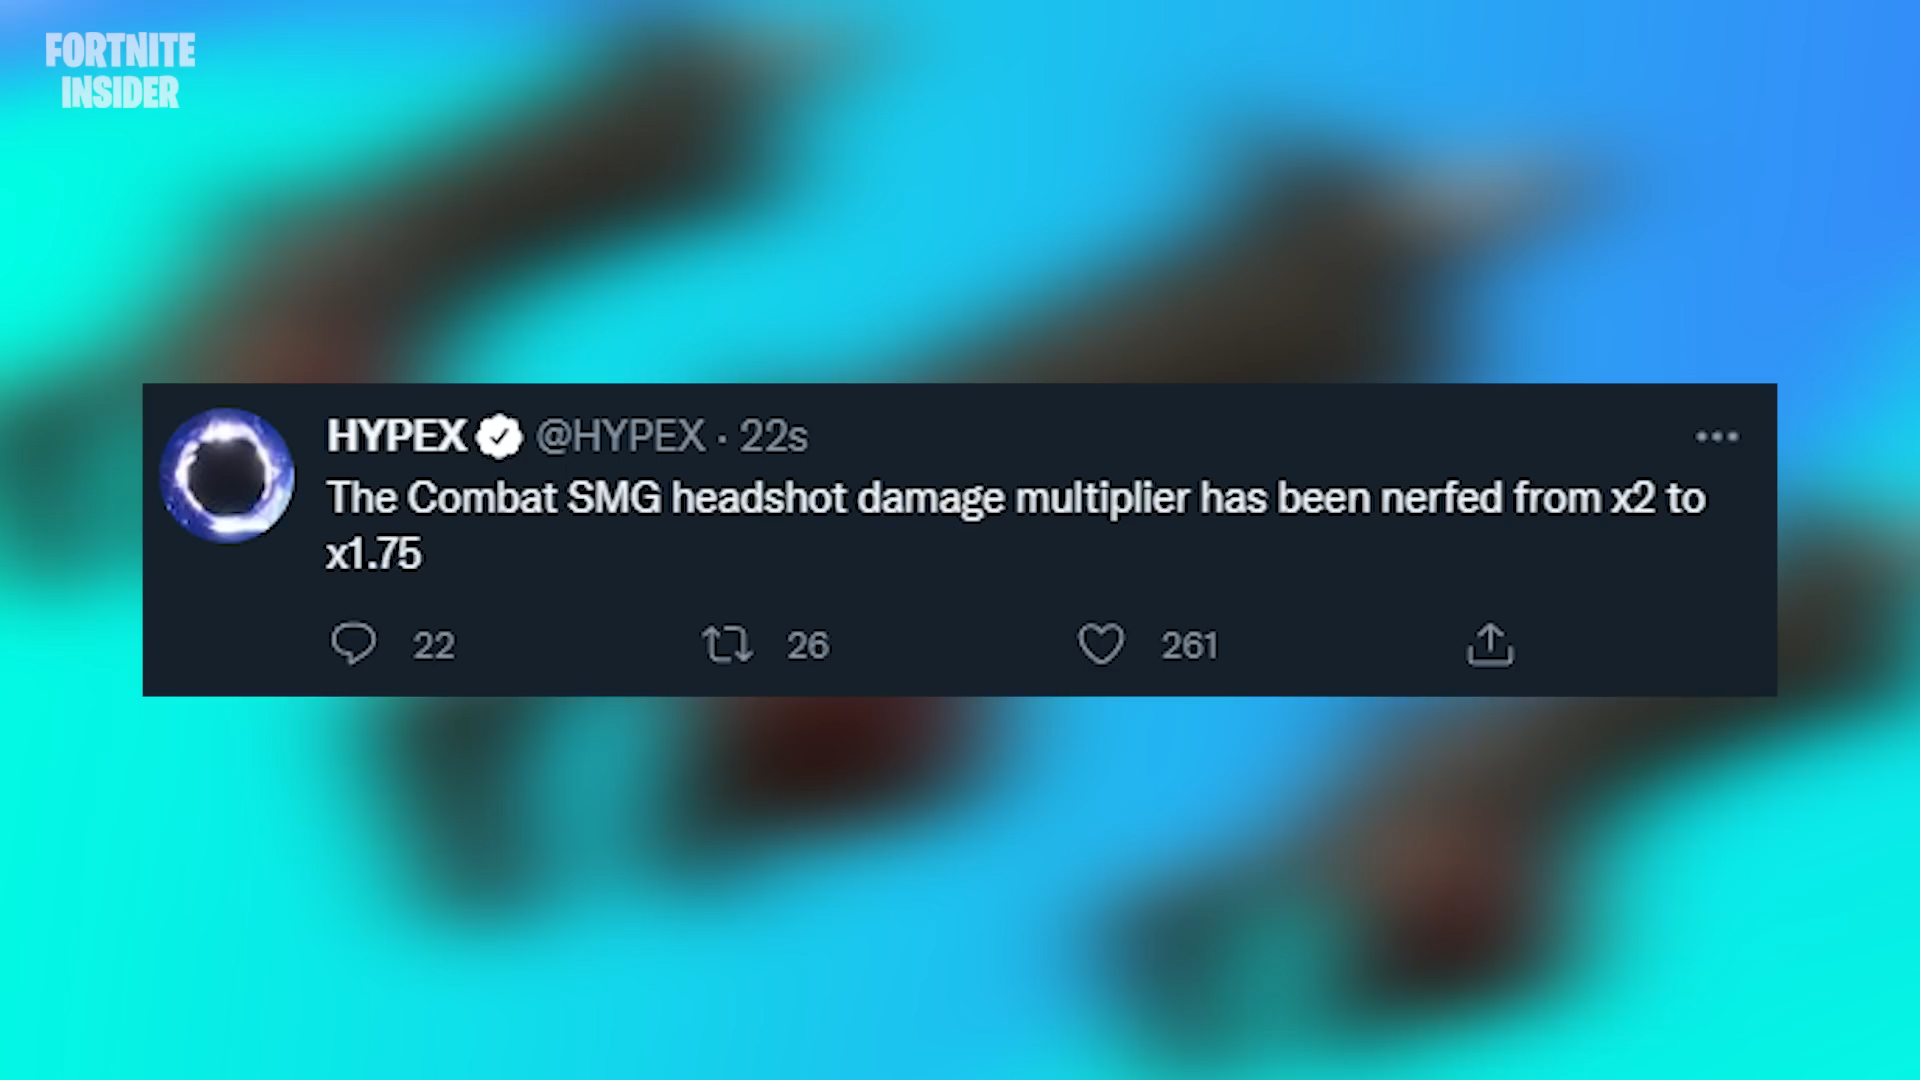 FORTNITE
INSIDER
HYPEX @HYPEX · 22s
The Combat SMG headshot damage multiplier has been nerfed from x2 to
x1.75
22 26 261